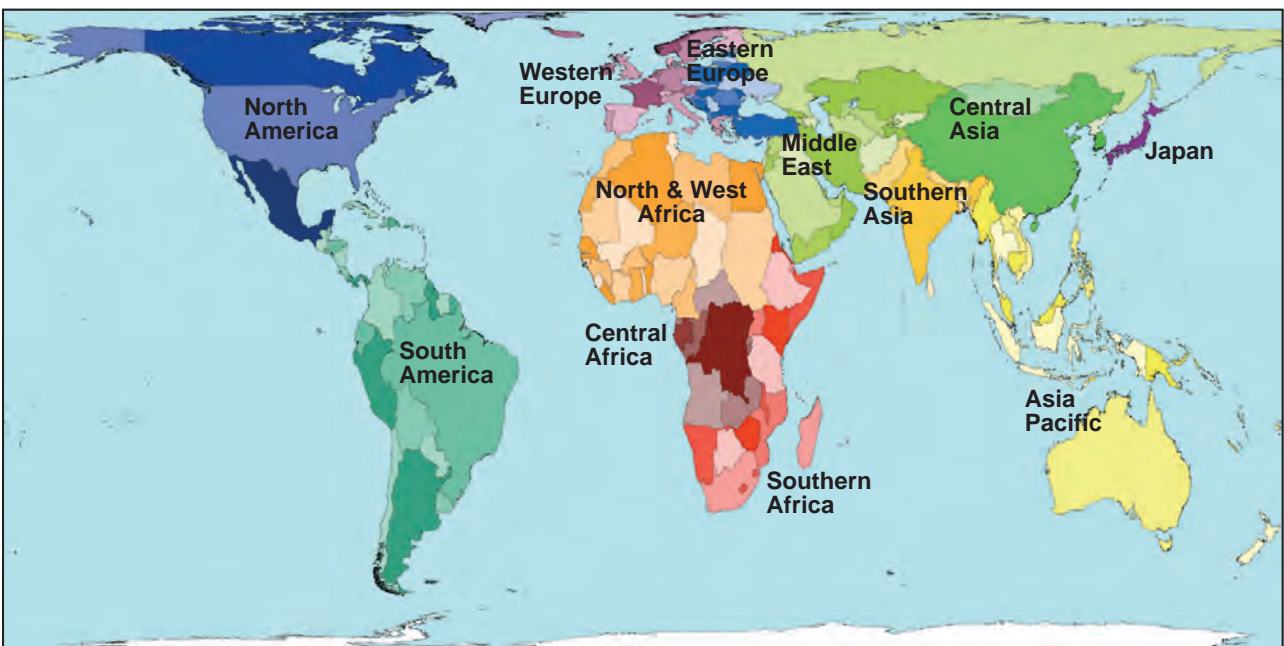 Eastern
Europe
Western
Europe
North
America
Central
Asia
Middle
East
Japan
North & West
Africa
Southern
Asia
Central
Africa
South
America
Asia
Pacific
Southern
Africa